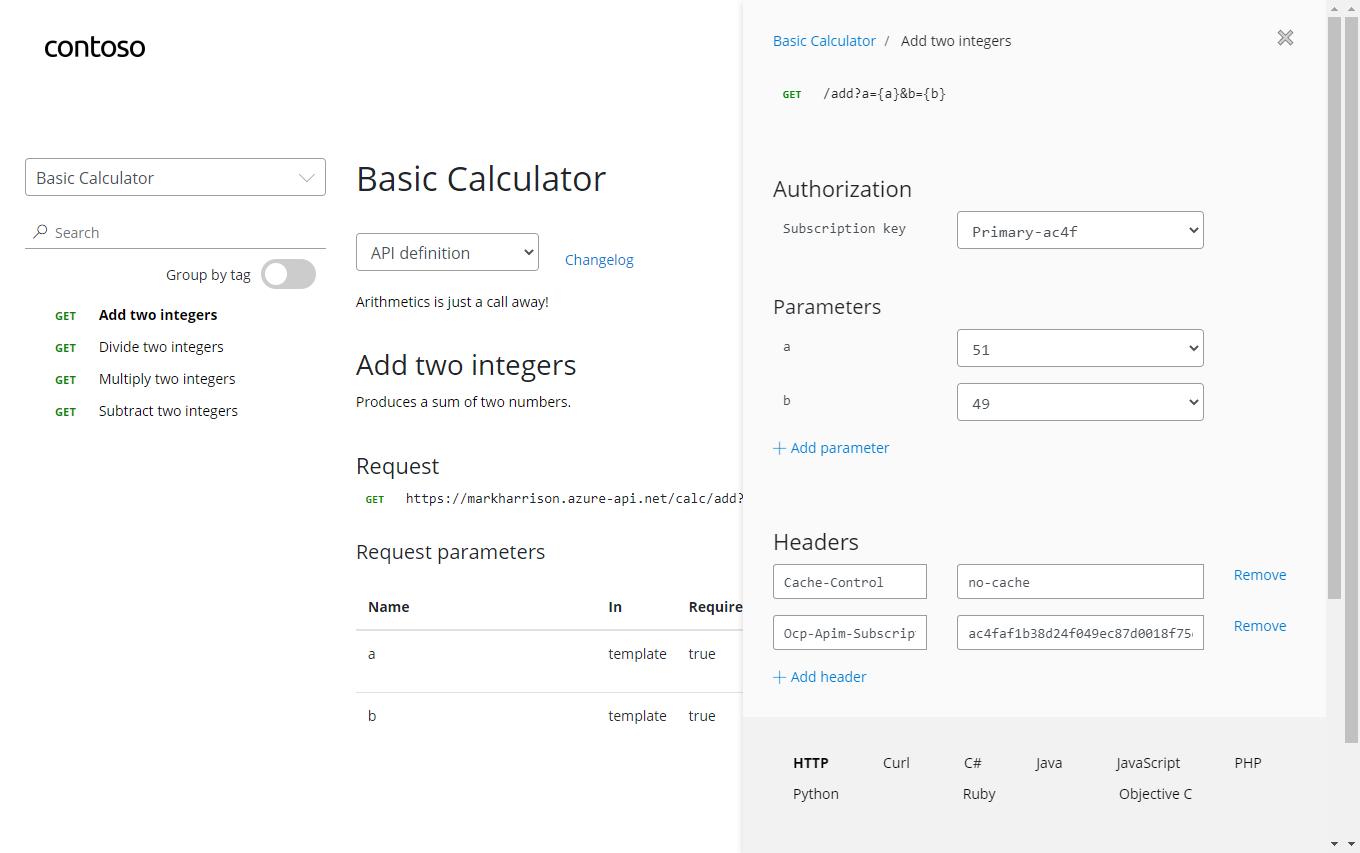 contoso
Basic Calculator
Search
Group by tag
GET Add two integers
GET Divide two integers
GET Multiply two integers
GET Subtract two integers
Basic Calculator
API definition
Changelog
Arithmetics is just a call away!
Add two integers
Produces a sum of two numbers.
Request
GET https://markharrison.azure-api.net/calc/add?
Request parameters
Name In Require
a template true
b template true
Basic Calculator / Add two integers
GET /add?a={a}&b={b}
Authorization
Subscription key Primary-ac4f
Parameters
a 51
b 49
+ Add parameter
Headers
Cache-Control no-cache Remove
Ocp-Apim-Subscrip ac4faf1b38d24f049ec87d0018f75 Remove
+ Add header
HTTP Curl C# Java JavaScript PHP
Python Ruby Objective C